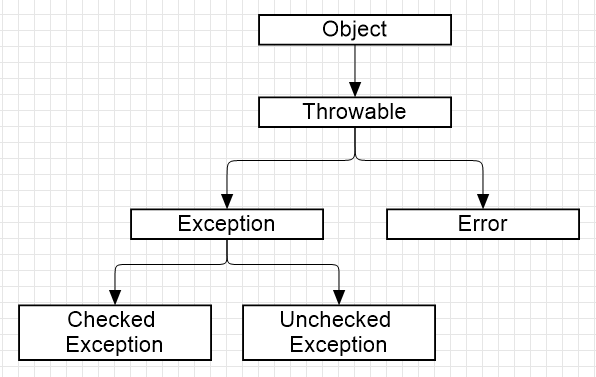 Object
Throwable
Exception
Error
Checked
Exception
Unchecked
Exception